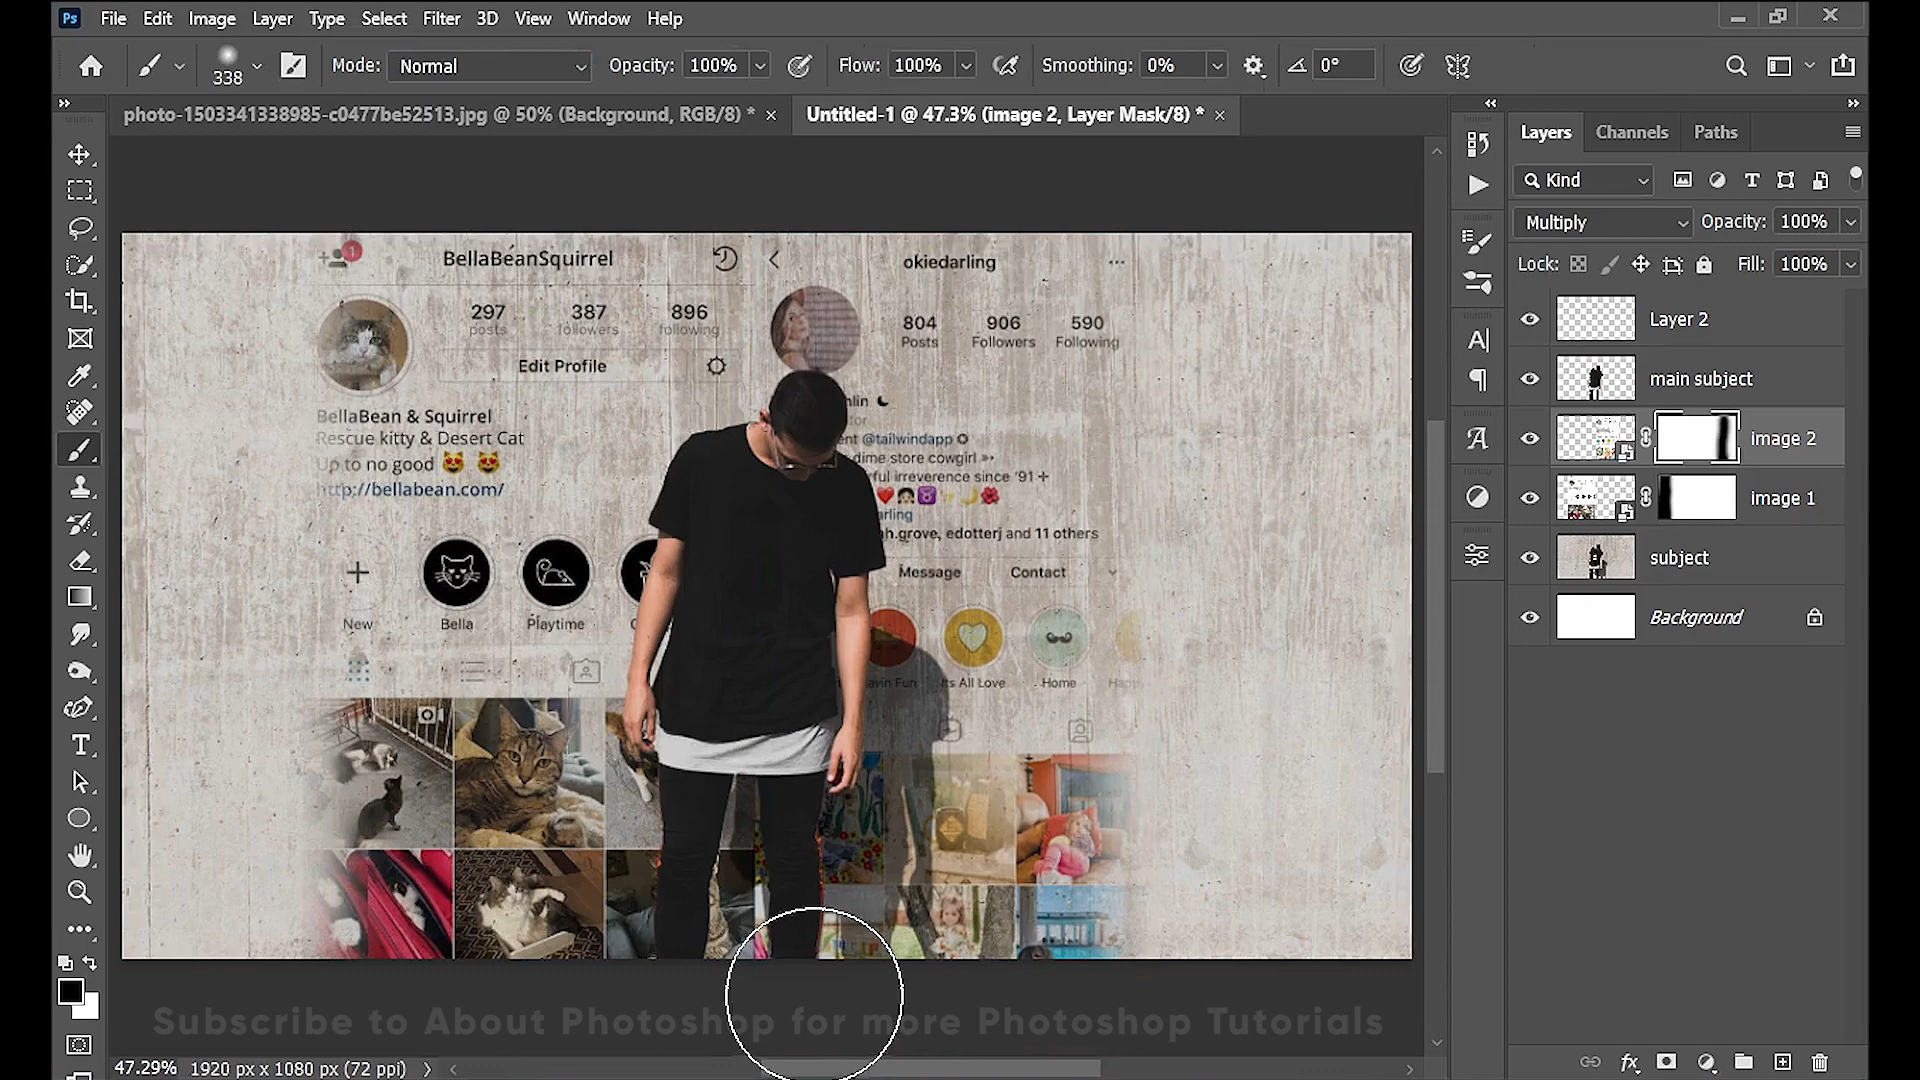 Ps File Edit Image Layer Type Select Filter 3D View Window Help
338 Mode: Normal Opacity: 100% Flow: 100% Smoothing: 0% 0°
photo-1503341338985-c0477be52513.jpg @ 50% (Background, RGB/8) * ×
Untitled-1 @ 47.3% (image 2, Layer Mask/8) * ×
Layers Channels Paths
Kind
Multiply Opacity: 100%
Lock: Fill: 100%
Layer 2
main subject
image 2
image 1
subject
Background
1
BellaBeanSquirrel
297 387 896
posts followers following
Edit Profile
BellaBean & Squirrel
Rescue kitty & Desert Cat
Up to no good
http://bellabean.com/
New Bella Playtime
okiedarling
804 906 590
Posts Followers Following
@tailwindapp
dime store cowgirl
irreverence since '91
edotterj and 11 others
Message Contact
Fun Its All Love Home
Subscribe to About Photoshop for more Photoshop Tutorials
47.29% 1920 px x 1080 px (72 ppi)